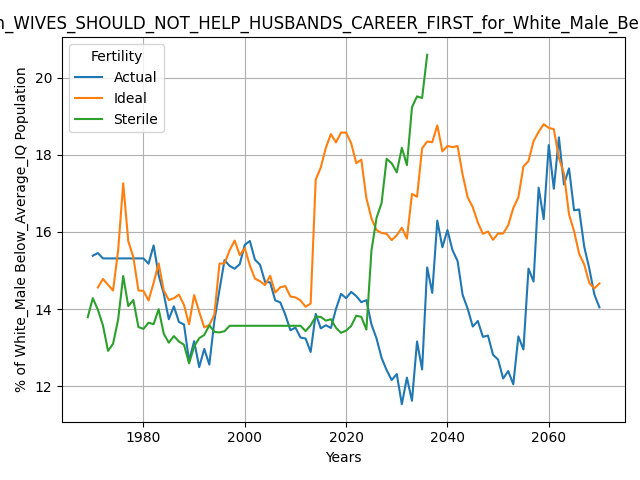 n_WIVES_SHOULD_NOT_HELP_HUSBANDS_CAREER_FIRST_for_White_Male_Be
Fertility
Actual
Ideal
Sterile
% of White_Male Below_Average_IQ Population
20
18
16
14
12
1980
2000
2020
2040
2060
Years